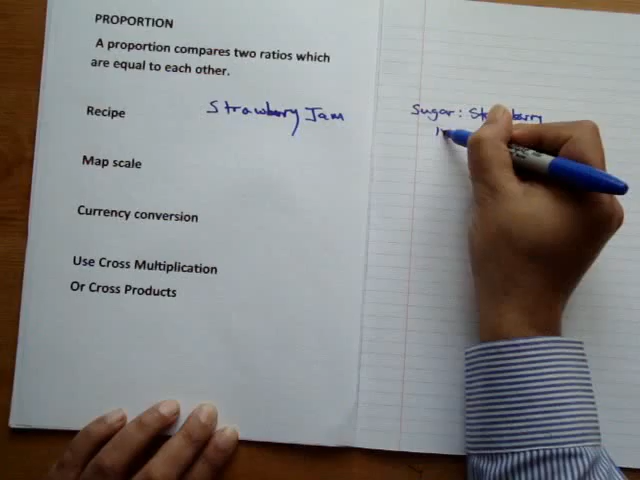 PROPORTION
A proportion compares two ratios which
are equal to each other.
Recipe Strawberry Jam
Map scale
Currency conversion
Use Cross Multiplication
Or Cross Products
Sugar :
1